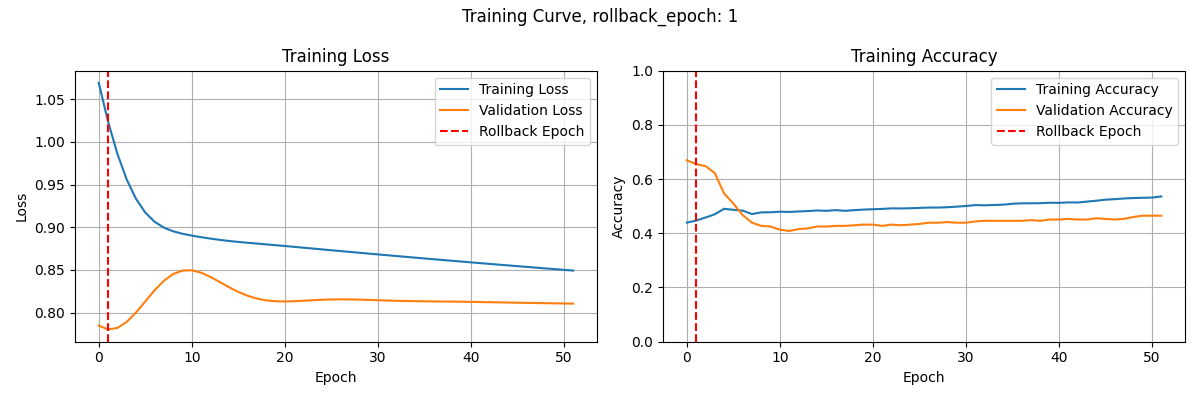 Training Curve, rollback_epoch: 1
Training Loss
1.05
1.00
0.95
0.90
0.85
0.80
Loss
0
10
20
30
40
50
Epoch
Training Loss
Validation Loss
Rollback Epoch
Training Accuracy
1.0
0.8
0.6
0.4
0.2
0.0
Accuracy
0
10
20
30
40
50
Epoch
Training Accuracy
Validation Accuracy
Rollback Epoch